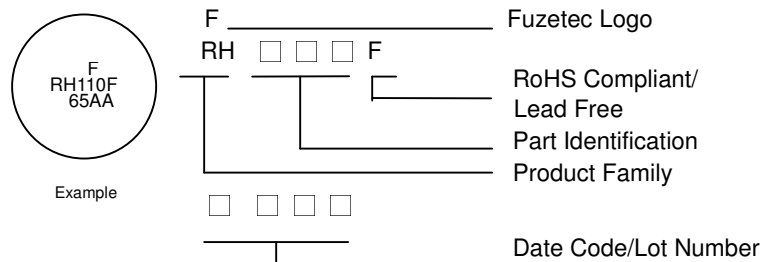 F
RH110F
65AA
Example
F
Fuzetec Logo
RH □ □ □ F
RoHS Compliant/
Lead Free
Part Identification
Product Family
□ □ □ □
Date Code/Lot Number